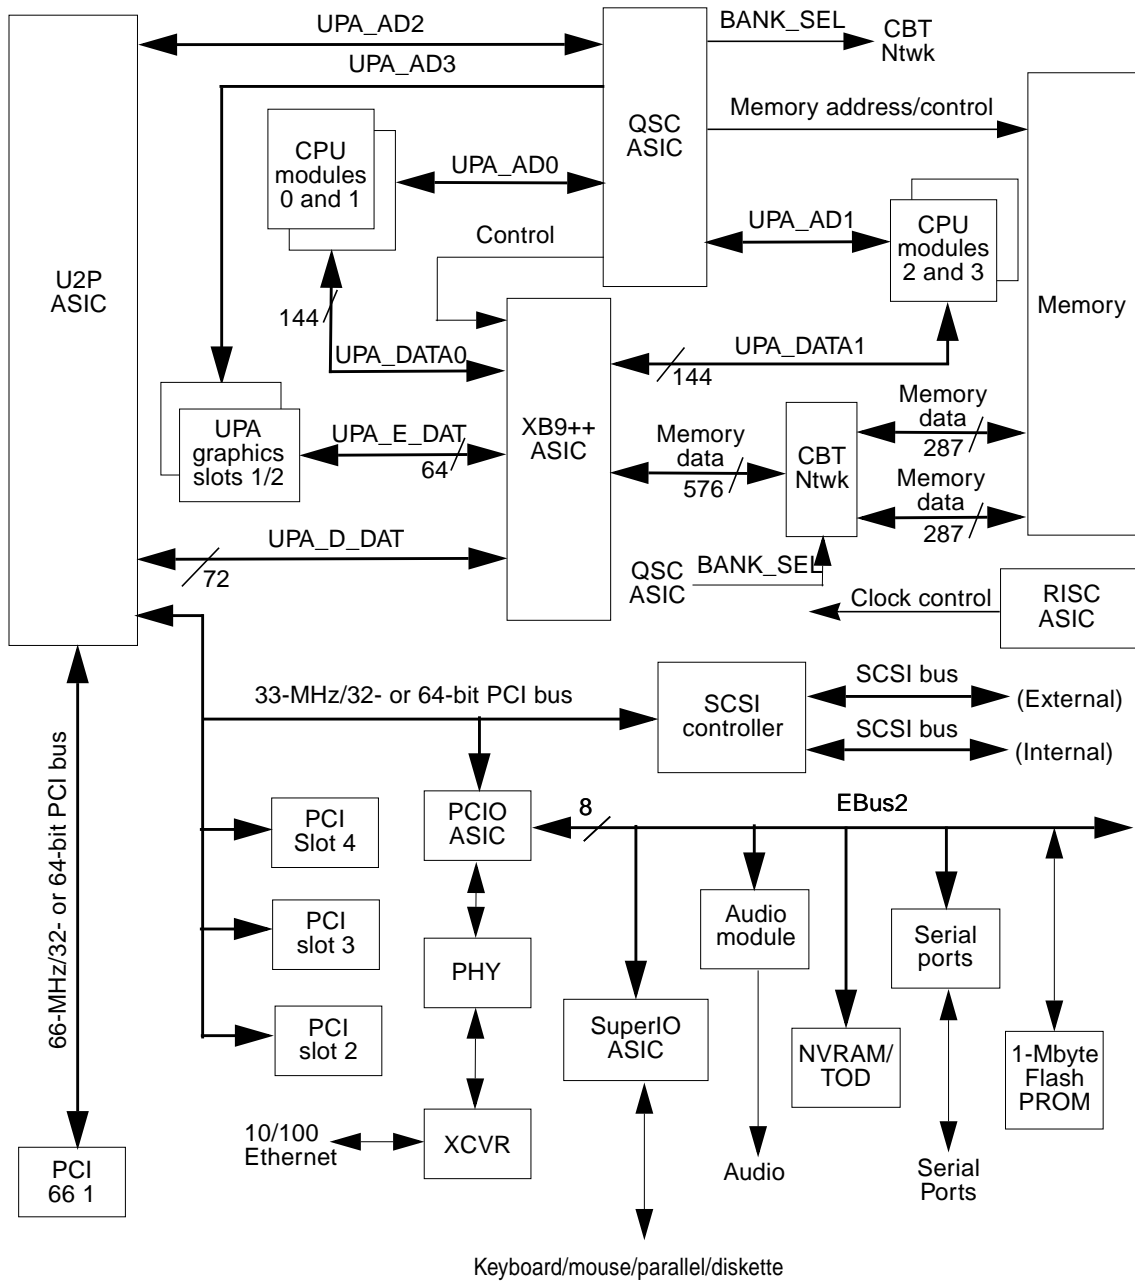 UPA_AD2
BANK_SEL
CBT
Ntwk
UPA_AD3
QSC
ASIC
Memory address/control
CPU
modules
0 and 1
UPA_AD0
UPA_AD1
CPU
modules
2 and 3
Control
U2P
ASIC
Memory
144
UPA_DATA0
UPA_DATA1
144
XB9++
ASIC
UPA
graphics
slots 1/2
UPA_E_DAT
64
Memory
data
576
CBT
Ntwk
Memory
data
287
Memory
data
287
UPA_D_DAT
72
QSC
ASIC
BANK_SEL
Clock control
RISC
ASIC
33-MHz/32- or 64-bit PCI bus
SCSI
controller
SCSI bus
(External)
SCSI bus
(Internal)
66-MHz/32- or 64-bit PCI bus
PCI
Slot 4
PCIO
ASIC
8
EBus2
PCI
slot 3
PHY
Audio
module
Serial
ports
PCI
slot 2
SuperIO
ASIC
NVRAM/
TOD
1-Mbyte
Flash
PROM
10/100
Ethernet
XCVR
PCI
66 1
Audio
Serial
Ports
Keyboard/mouse/parallel/diskette